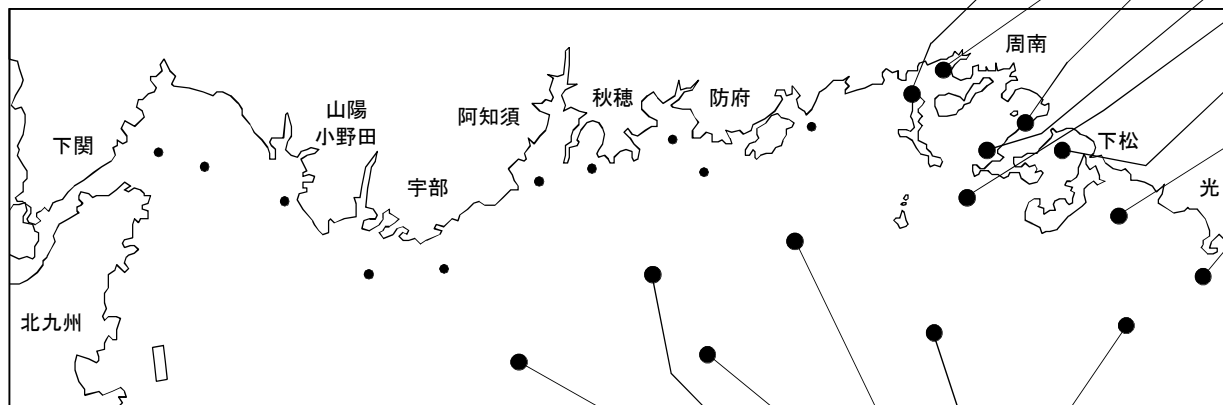 周南
山陽
小野田
阿知須
秋穂
防府
下関
下松
宇部
光
北九州